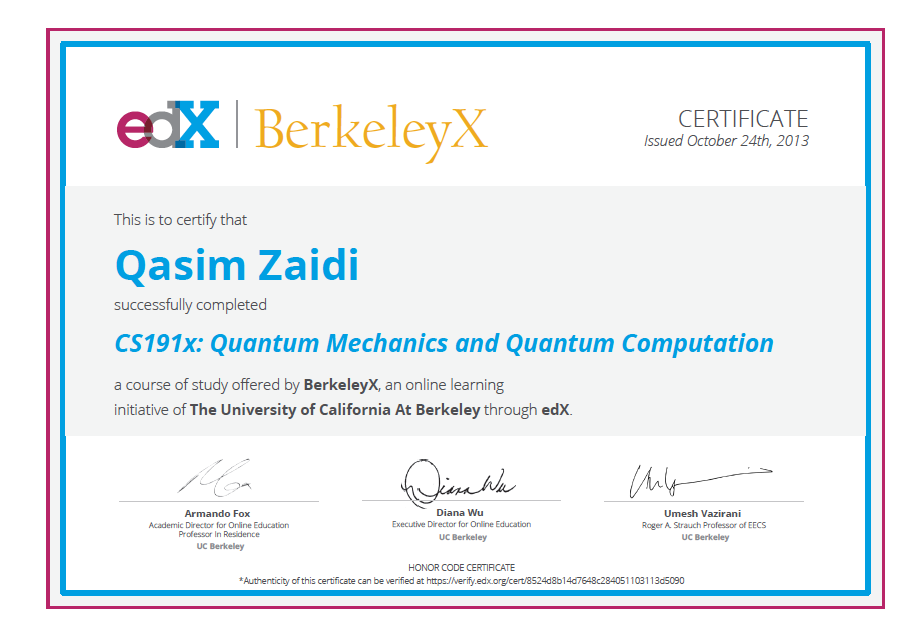 edX | BerkeleyX
CERTIFICATE
Issued October 24th, 2013
This is to certify that
Qasim Zaidi
successfully completed
CS191x: Quantum Mechanics and Quantum Computation
a course of study offered by BerkeleyX, an online learning
initiative of The University of California At Berkeley through edX.
Diana Wu
Armando Fox
Academic Director for Online Education
Professor In Residence
UC Berkeley
Diana Wu
Executive Director for Online Education
UC Berkeley
Umesh Vazirani
Roger A. Strauch Professor of EECS
UC Berkeley
HONOR CODE CERTIFICATE
*Authenticity of this certificate can be verified at https://verify.edx.org/cert/8524d8b14d7648c284051103113d5090